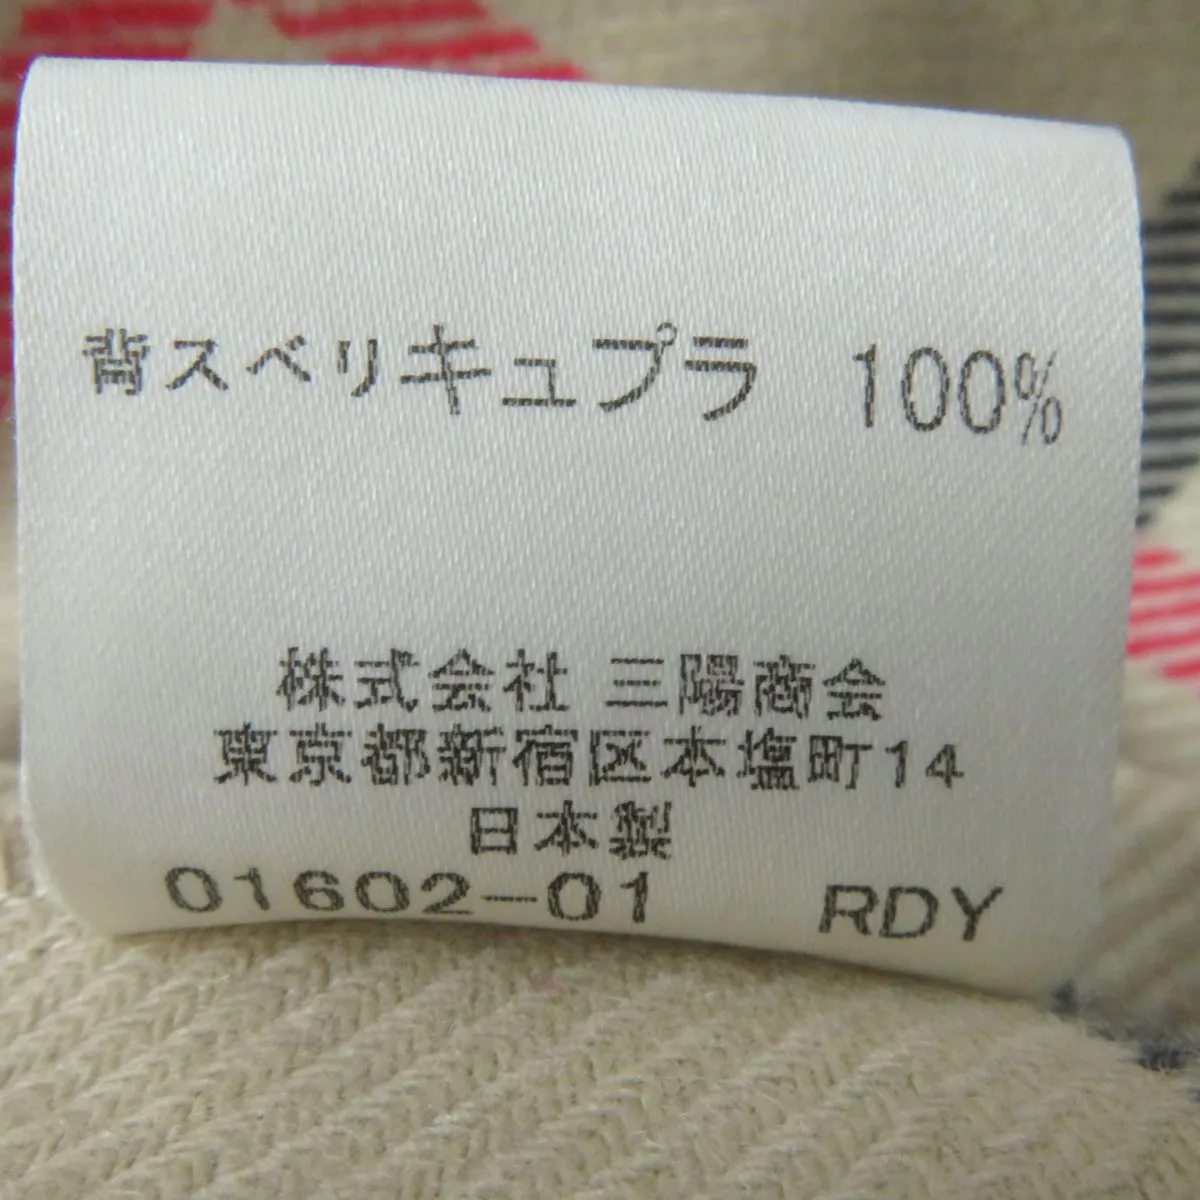 背スベリキュプラ 100%
株式会社 三陽商会
東京都新宿区本塩町14
日本製
01602-01 RDY